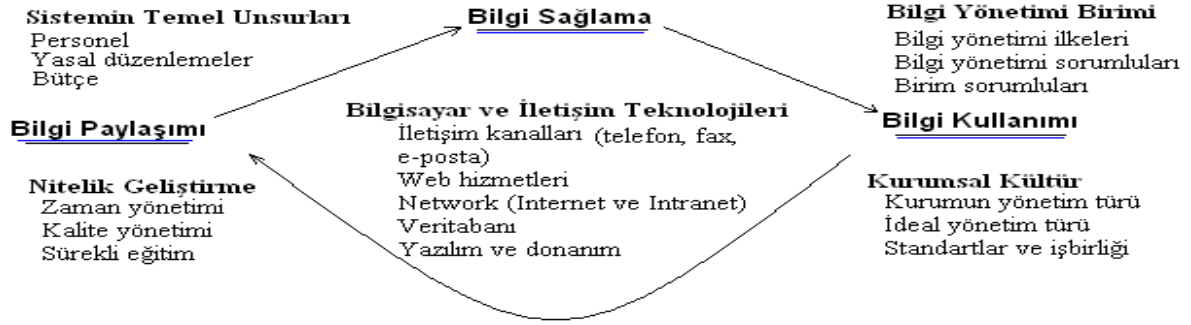 Sistemin Temel Unsurları
Personel
Yasal düzenlemeler
Bütçe
Bilgi Sağlama
Bilgi Yönetimi Birimi
Bilgi yönetimi ilkeleri
Bilgi yönetimi sorumluları
Birim sorumluları
Bilgi Paylaşımı
Bilgisayar ve İletişim Teknolojileri
İletişim kanalları (telefon, fax,
e-posta)
Web hizmetleri
Network (Internet ve Intranet)
Veritabanı
Yazılım ve donanım
Bilgi Kullanımı
Nitelik Geliştirme
Zaman yönetimi
Kalite yönetimi
Sürekli eğitim
Kurumsal Kültür
Kurumun yönetim türü
İdeal yönetim türü
Standartlar ve işbirliği